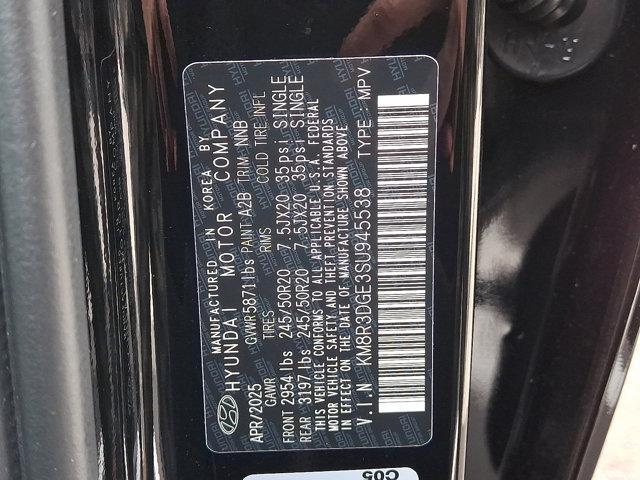 MANUFACTURED IN KOREA BY
HYUNDAI MOTOR COMPANY
APR/2025 GVWR5871lbs PAINT A2B TRIM NNB
GAWR TIRES RIMS COLD TIRE INFL
FRONT 2954 lbs 245/50R20 7.5JX20 35psi SINGLE
REAR 3197 lbs 245/50R20 7.5JX20 35psi SINGLE
THIS VEHICLE CONFORMS TO ALL APPLICABLE U.S.A. FEDERAL
MOTOR VEHICLE SAFETY AND THEFT PREVENTION STANDARDS
IN EFFECT ON THE DATE OF MANUFACTURE SHOWN ABOVE
V.I.N KM8R3DGE3SU945538 TYPE MPV
C05